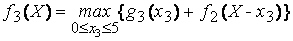 f₃(X) = max{g₃(x₃) + f₂(X-x₃)}
0≤x₃≤5